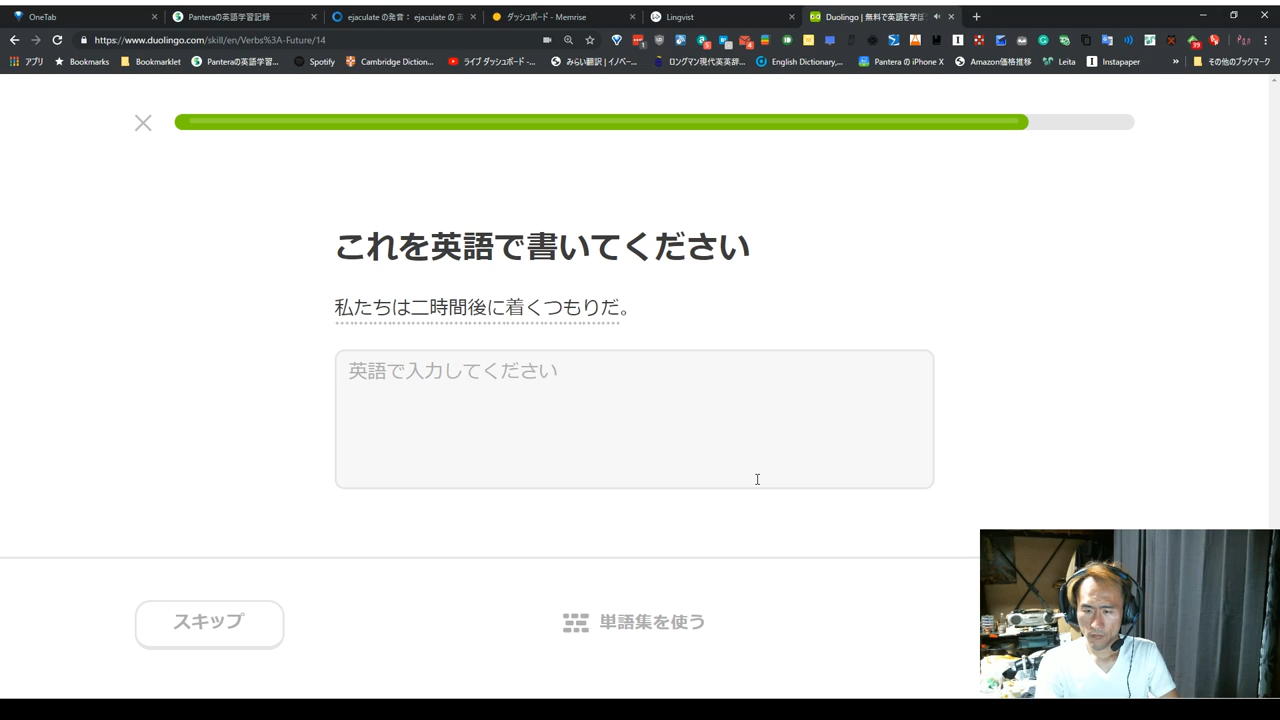 OneTab
Panteraの英語学習記録
ejaculate の発音: ejaculate の 英
ダッシュボード - Memrise
Lingvist
Duolingo | 無料で英語を学ぼ
https://www.duolingo.com/skill/en/Verbs%3A-Future/14
アプリ
Bookmarks
Bookmarklet
Panteraの英語学習...
Spotify
Cambridge Diction...
ライブ ダッシュボード -...
みらい翻訳 | イノベー...
ロングマン現代英英辞...
English Dictionary,...
Pantera の iPhone X
Amazon価格推移
Leita
Instapaper
»
その他のブックマーク
これを英語で書いてください
私たちは二時間後に着くつもりだ。
英語で入力してください
スキップ
単語集を使う